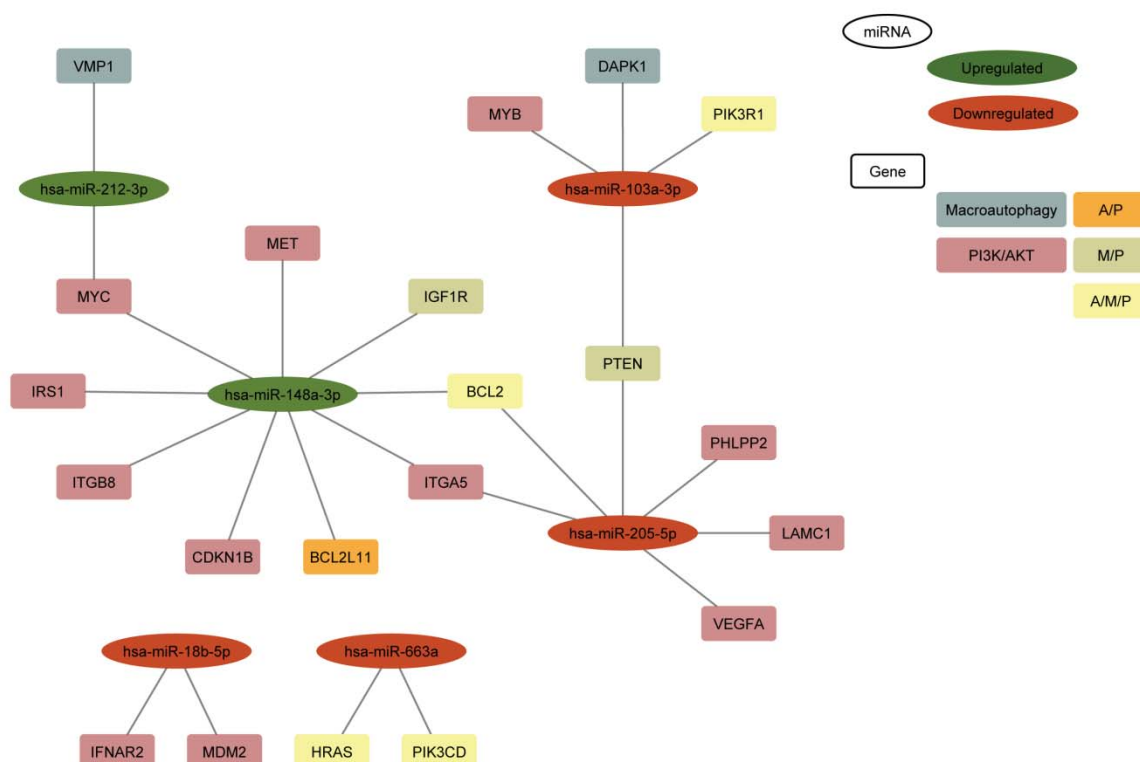 miRNA
VMP1
DAPK1
Upregulated
MYB
PIK3R1
Downregulated
Gene
hsa-miR-212-3p
hsa-miR-103a-3p
Macroautophagy
A/P
MET
PI3K/AKT
M/P
MYC
IGF1R
A/M/P
PTEN
IRS1
hsa-miR-148a-3p
BCL2
PHLPP2
ITGB8
ITGA5
hsa-miR-205-5p
LAMC1
CDKN1B
BCL2L11
VEGFA
hsa-miR-18b-5p
hsa-miR-663a
IFNAR2
MDM2
HRAS
PIK3CD